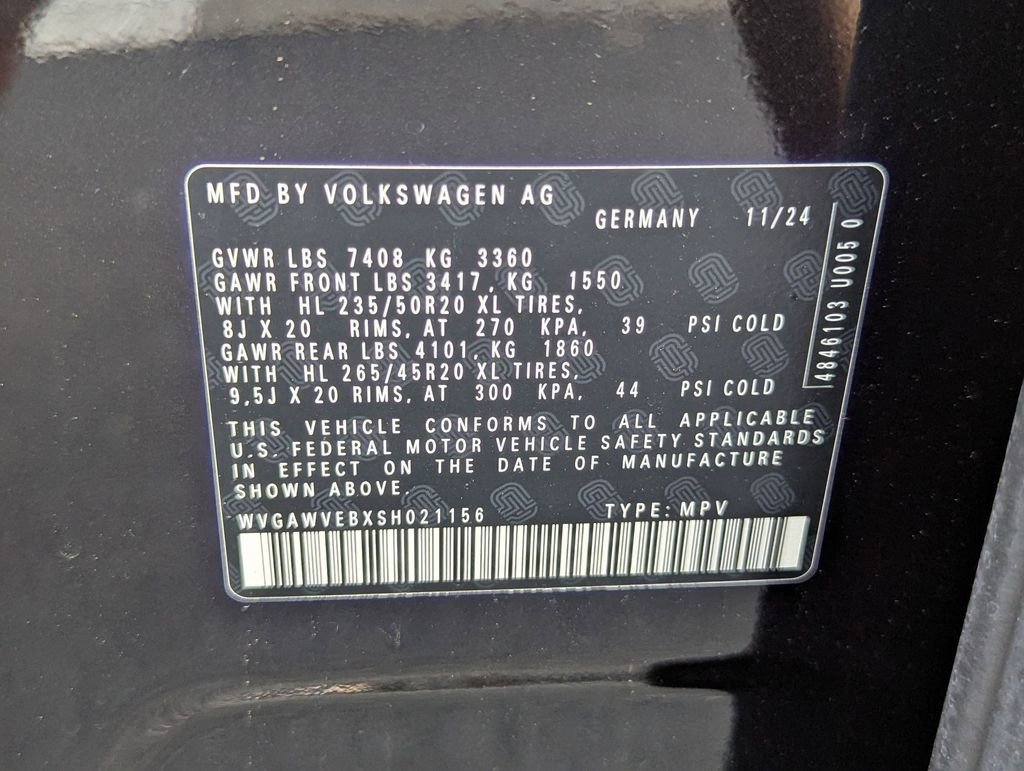 MFD BY VOLKSWAGEN AG
GERMANY 11/24
GVWR LBS 7408 KG 3360
GAWR FRONT LBS 3417, KG 1550
WITH HL 235/50R20 XL TIRES,
8J X 20 RIMS, AT 270 KPA, 39 PSI COLD
GAWR REAR LBS 4101, KG 1860
WITH HL 265/45R20 XL TIRES,
9,5J X 20 RIMS, AT 300 KPA, 44 PSI COLD
THIS VEHICLE CONFORMS TO ALL APPLICABLE
U.S. FEDERAL MOTOR VEHICLE SAFETY STANDARDS
IN EFFECT ON THE DATE OF MANUFACTURE
SHOWN ABOVE
WVGAWVEBXSH021156 TYPE: MPV
4846103 U005 0